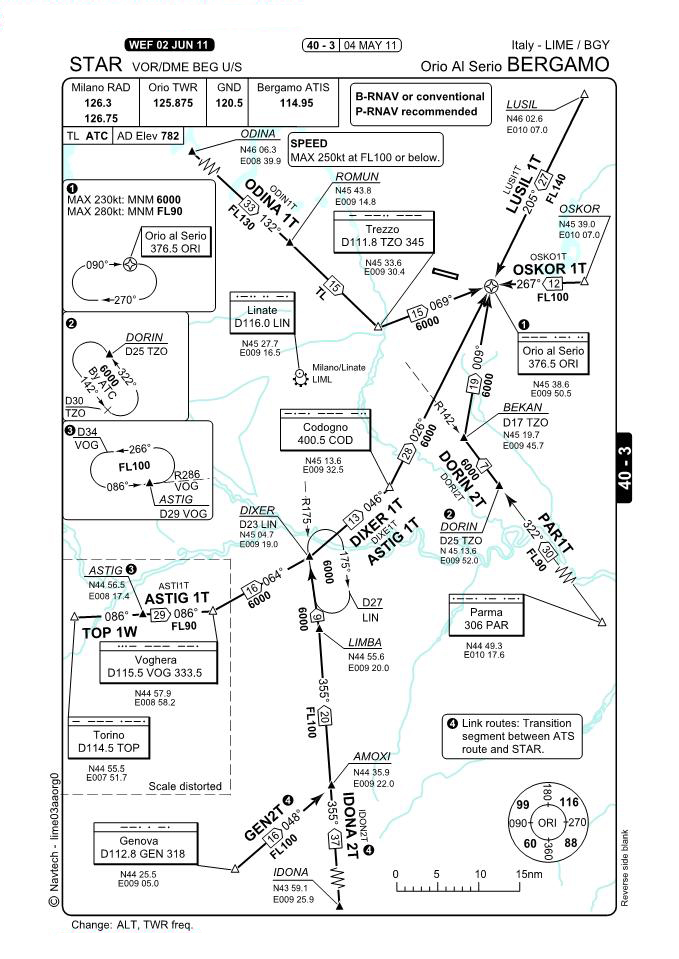 WEF 02 JUN 11
40 - 3 04 MAY 11
Italy - LIME / BGY
STAR VOR/DME BEG U/S
Orio Al Serio BERGAMO
Milano RAD
126.3
126.75
Orio TWR
125.875
GND
120.5
Bergamo ATIS
114.95
TL ATC AD Elev 782
B-RNAV or conventional
P-RNAV recommended
SPEED
MAX 250kt at FL100 or below.
ODINA
N46 06.3
E008 39.9
ODIN1T
ODINA 1T
33 132°
FL130
ROMUN
N45 43.8
E009 14.8
15
TL
Trezzo
D111.8 TZO 345
N45 33.6
E009 30.4
15 069°
6000
LUSIL
N46 02.6
E010 07.0
LUSI1T
LUSIL 1T
205° 27
FL140
OSKOR
N45 39.0
E010 07.0
OSKO1T
OSKOR 1T
267° 12
FL100
1
MAX 230kt: MNM 6000
MAX 280kt: MNM FL90
Orio al Serio
376.5 ORI
090°
270°
2
DORIN
D25 TZO
6000
By ATC
322°
142°
D30
TZO
3
D34
VOG
266°
FL100
086°
R286
VOG
ASTIG
D29 VOG
Linate
D116.0 LIN
N45 27.7
E009 16.5
Milano/Linate
LIML
1
Orio al Serio
376.5 ORI
N45 38.6
E009 50.5
19 009°
6000
R142
BEKAN
D17 TZO
N45 19.7
E009 45.7
7
6000
DORIN 2T
DORI2T
2
DORIN
D25 TZO
N 45 13.6
E009 52.0
PAR1T
322° 30
FL90
Parma
306 PAR
N44 49.3
E010 17.6
Codogno
400.5 COD
N45 13.6
E009 32.5
28 026°
6000
R175
13 046°
DIXER 1T
DIXE1T
ASTIG 1T
DIXER
D23 LIN
N45 04.7
E009 19.0
175°
6000
D27
LIN
9
6000
LIMBA
N44 55.6
E009 20.0
16 064°
6000
ASTIG 3
N44 56.5
E008 17.4
ASTI1T
ASTIG 1T
086° 29 086°
FL90
TOP 1W
Voghera
D115.5 VOG 333.5
N44 57.9
E008 58.2
Torino
D114.5 TOP
N44 55.5
E007 51.7
Scale distorted
355°
20
FL100
AMOXI
N44 35.9
E009 22.0
GEN2T 4
16 048°
FL100
Genova
D112.8 GEN 318
N44 25.5
E009 05.0
355°
37
IDONA 2T
IDON2T
4
IDONA
N43 59.1
E009 25.9
4 Link routes: Transition
segment between ATS
route and STAR.
180
99 116
090 ORI 270
60 88
360
0 5 10 15nm
40 - 3
Reverse side blank
© Navtech - lime03aaorg0
Change: ALT, TWR freq.